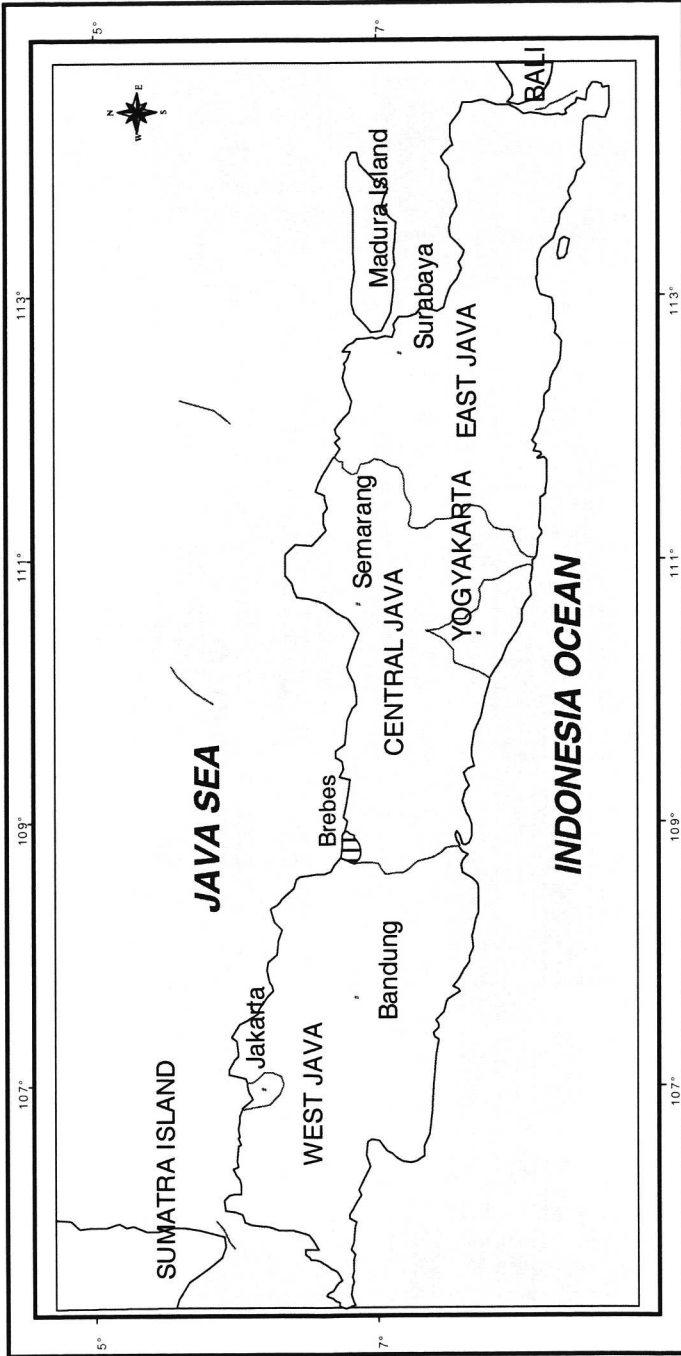 107°
109°
111°
113°
5°
5°
N
W
E
S
SUMATRA ISLAND
JAVA SEA
Jakarta
Brebes
Semarang
Madura Island
WEST JAVA
Bandung
CENTRAL JAVA
Surabaya
YOGYAKARTA
EAST JAVA
7°
7°
BALI
INDONESIA OCEAN
107°
109°
111°
113°